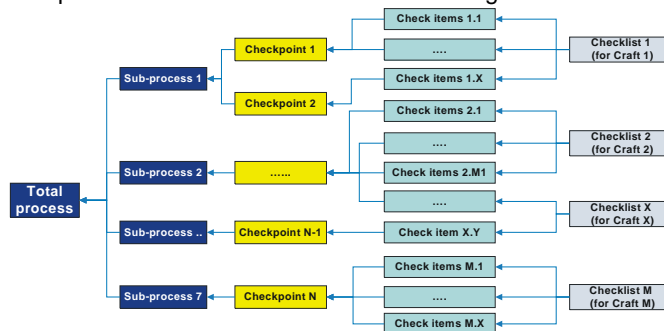 Check items 1.1
Checkpoint 1
....
Checklist 1
(for Craft 1)
Sub-process 1
Check items 1.X
Checkpoint 2
Check items 2.1
....
Checklist 2
(for Craft 2)
Sub-process 2
......
Check items 2.M1
Total
process
....
Checklist X
(for Craft X)
Sub-process ..
Checkpoint N-1
Check item X.Y
Check items M.1
Sub-process 7
Checkpoint N
....
Checklist M
(for Craft M)
Check items M.X